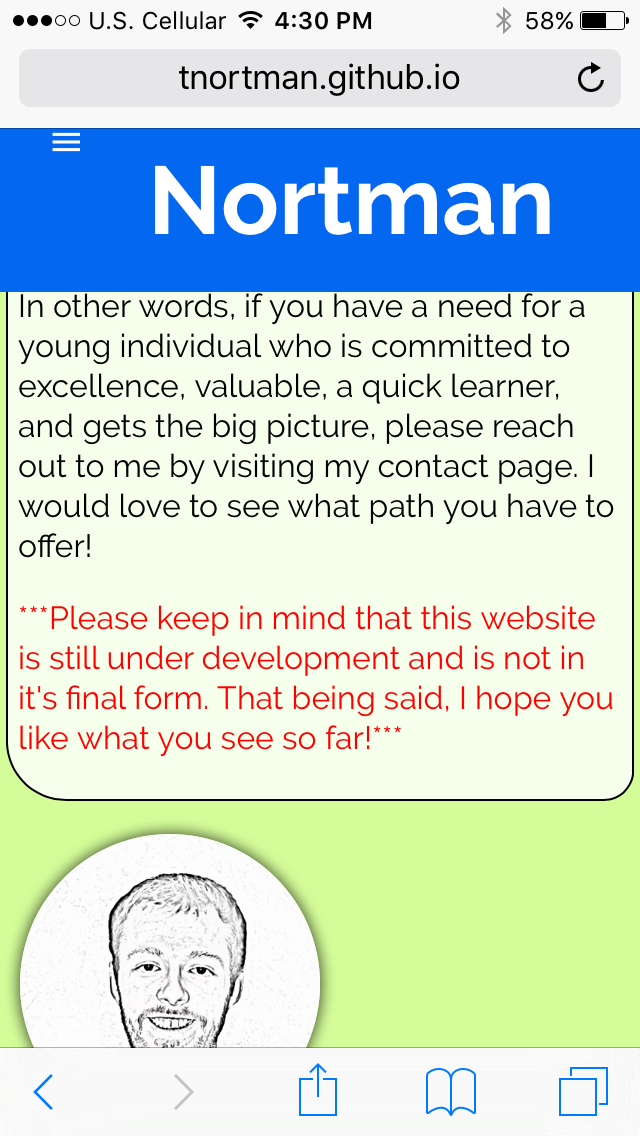 U.S. Cellular 4:30 PM 58%
tnortman.github.io
Nortman
In other words, if you have a need for a
young individual who is committed to
excellence, valuable, a quick learner,
and gets the big picture, please reach
out to me by visiting my contact page. I
would love to see what path you have to
offer!
***Please keep in mind that this website
is still under development and is not in
it's final form. That being said, I hope you
like what you see so far!***